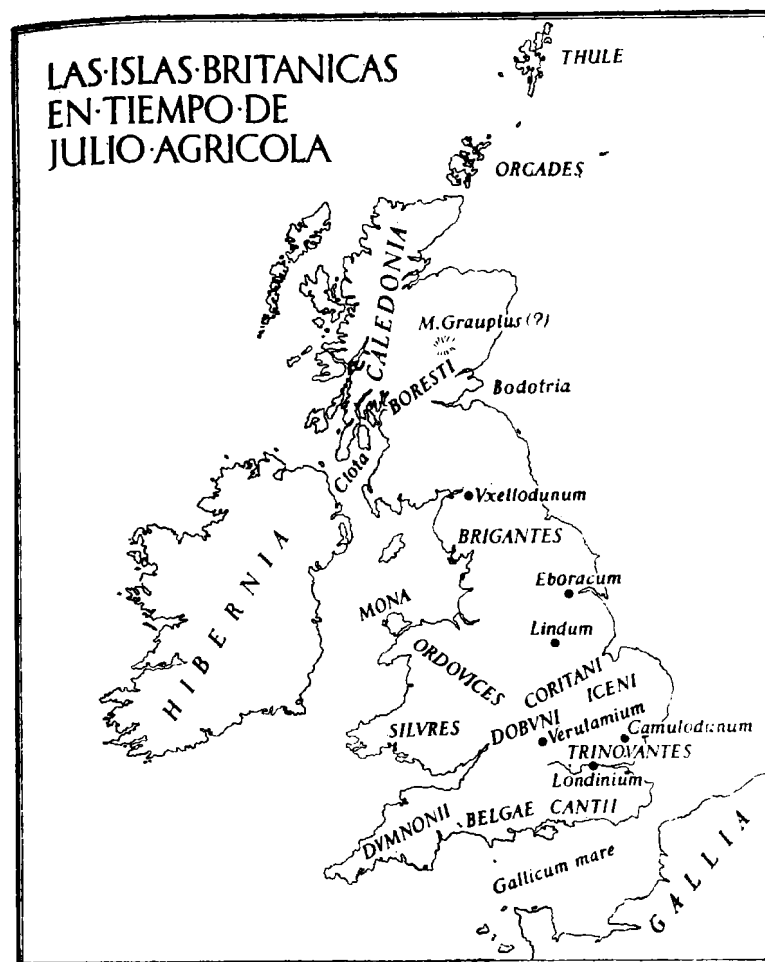 LAS·ISLAS·BRITANICAS
EN·TIEMPO·DE
JULIO·AGRICOLA
THULE
ORCADES
CALEDONIA
M.Grauplus (?)
BORESTI
Bodotria
Clota
Vxellodunum
BRIGANTES
HIBERNIA
Eboracum
MONA
Lindum
ORDOVICES
CORITANI
ICENI
SILVRES
DOBVNI
Verulamium
Camulodunum
TRINOVANTES
Londinium
DVMNONII
BELGAE
CANTII
Gallicum mare
GALLIA